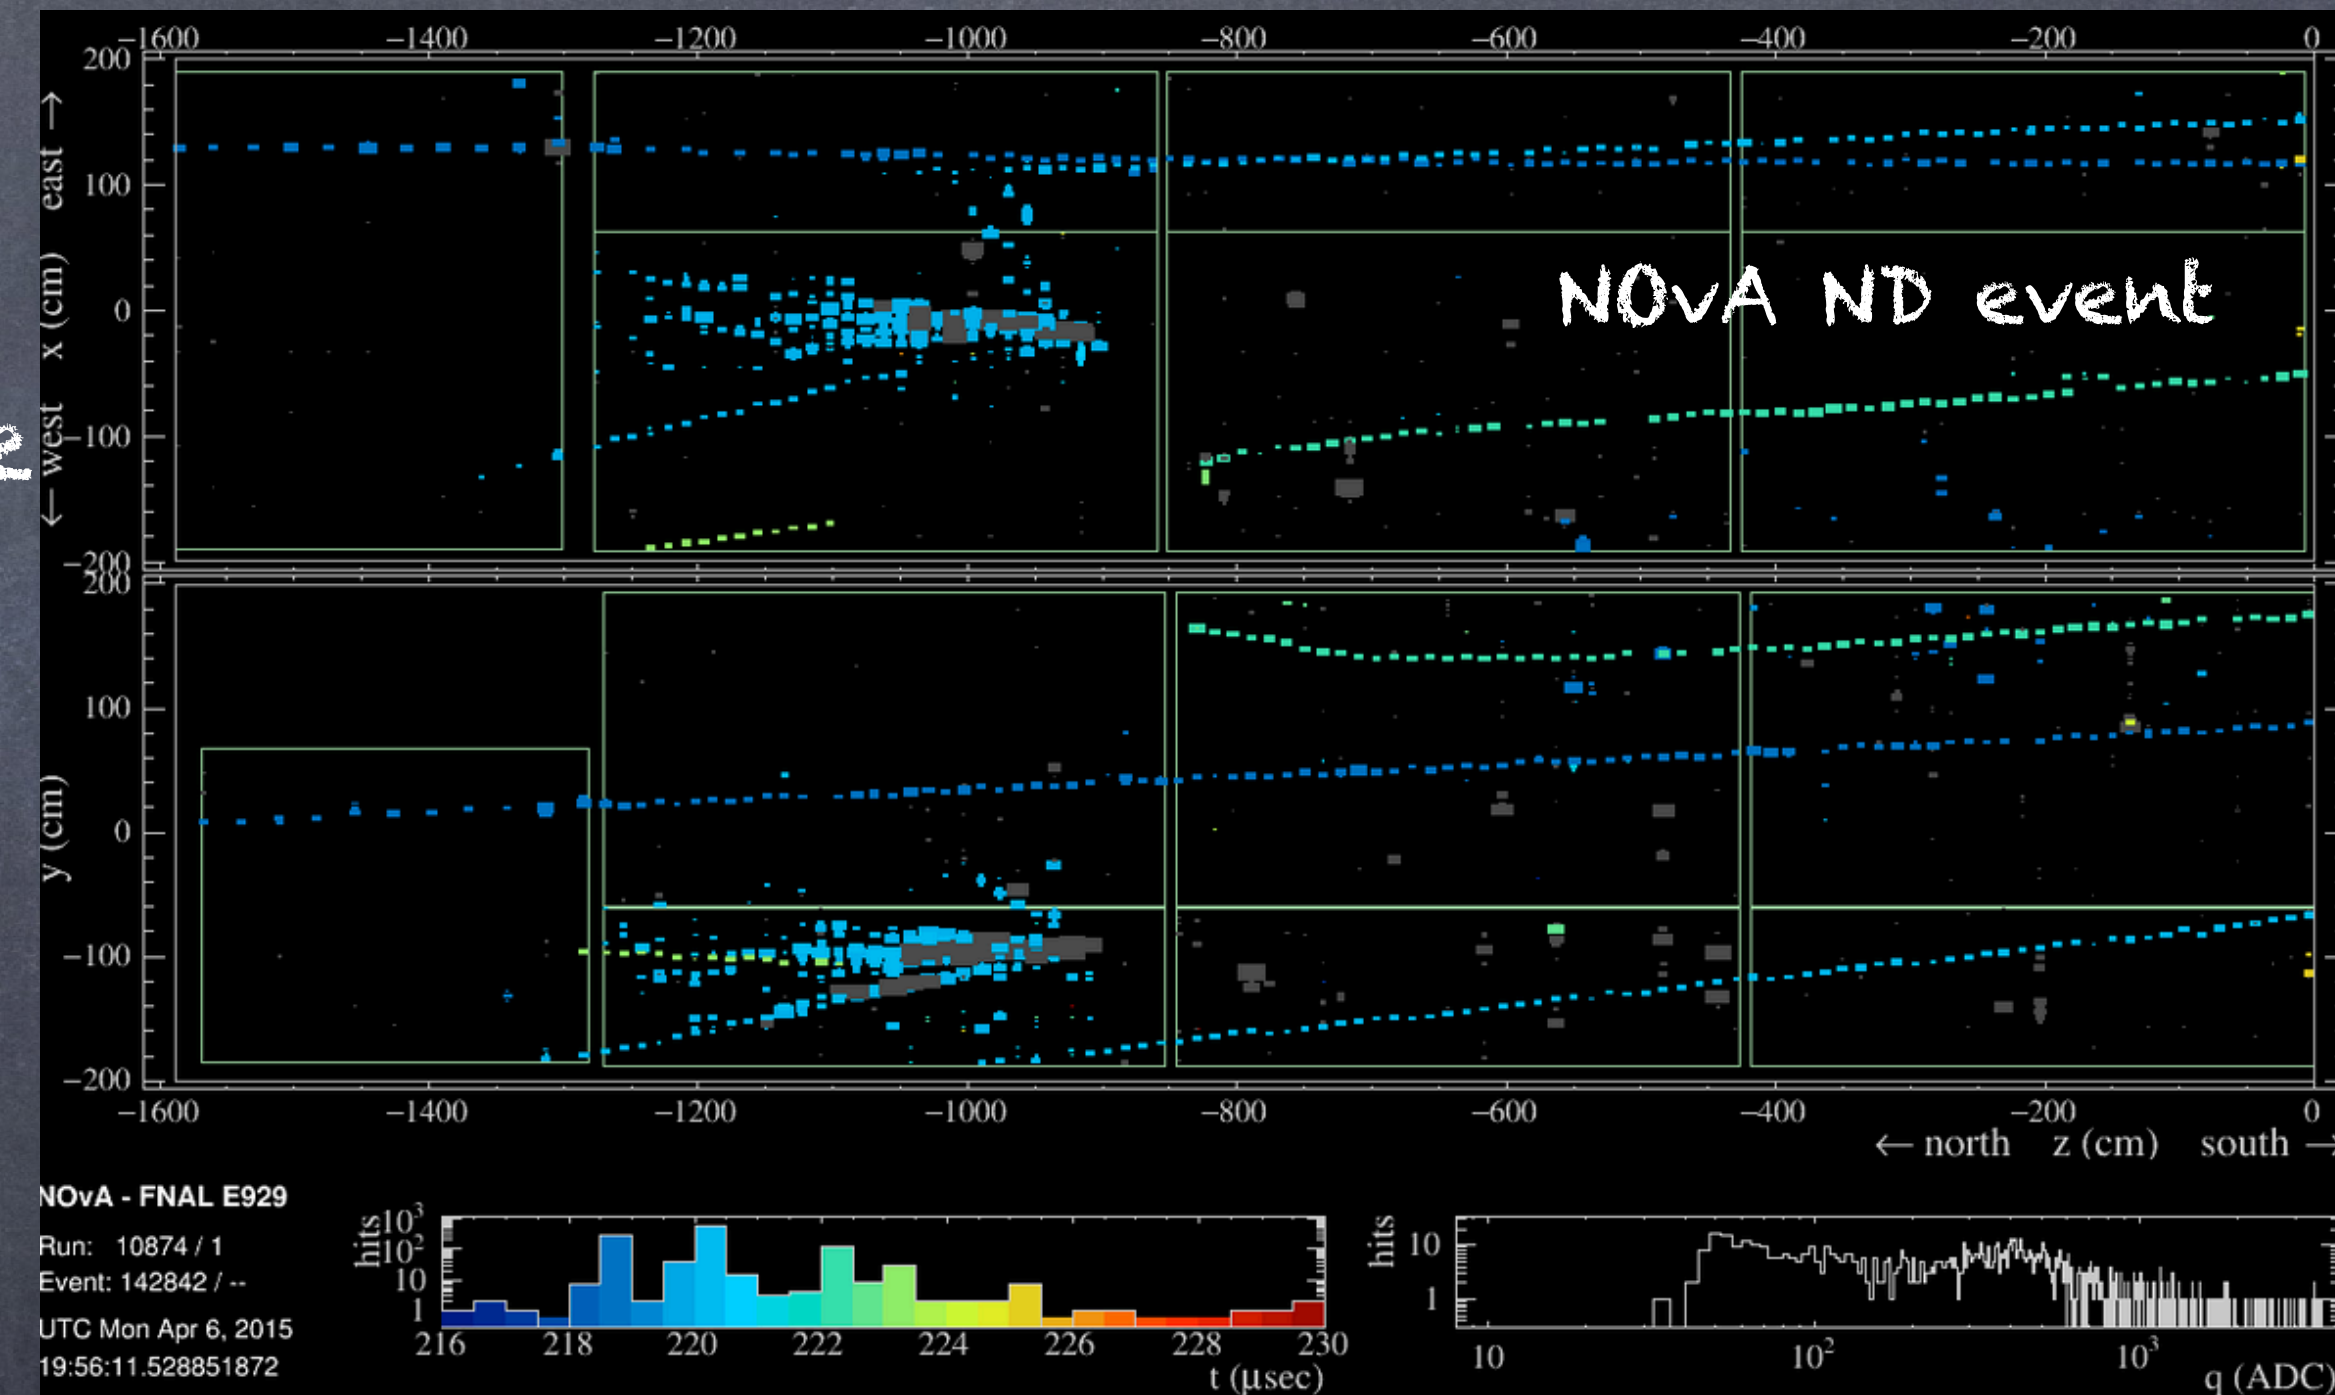 −1600 −1400 −1200 −1000 −800 −600 −400 −200 0
200
100
0
−100
−200
← west x (cm) east →
NOvA ND event
200
100
0
−100
−200
y (cm)
−1600 −1400 −1200 −1000 −800 −600 −400 −200 0
← north z (cm) south →
NOvA - FNAL E929
Run: 10874 / 1
Event: 142842 / --
UTC Mon Apr 6, 2015
19:56:11.528851872
hits
10³
10²
10
1
216 218 220 222 224 226 228 230
t (μsec)
hits
10
1
10 10² 10³
q (ADC)